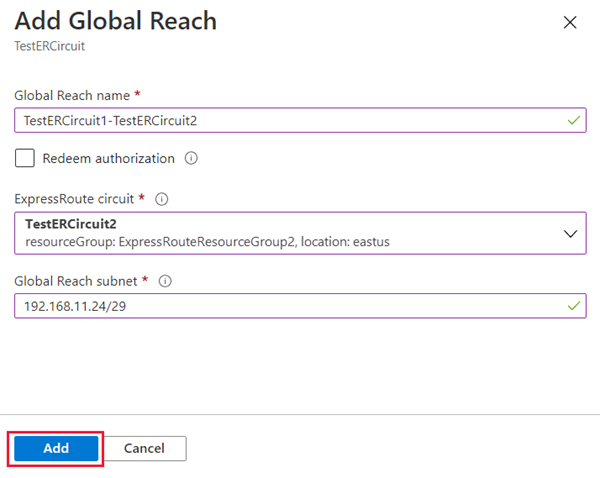 Add Global Reach
TestERCircuit
Global Reach name *
TestERCircuit1-TestERCircuit2
Redeem authorization
ExpressRoute circuit *
TestERCircuit2
resourceGroup: ExpressRouteResourceGroup2, location: eastus
Global Reach subnet *
192.168.11.24/29
Add
Cancel